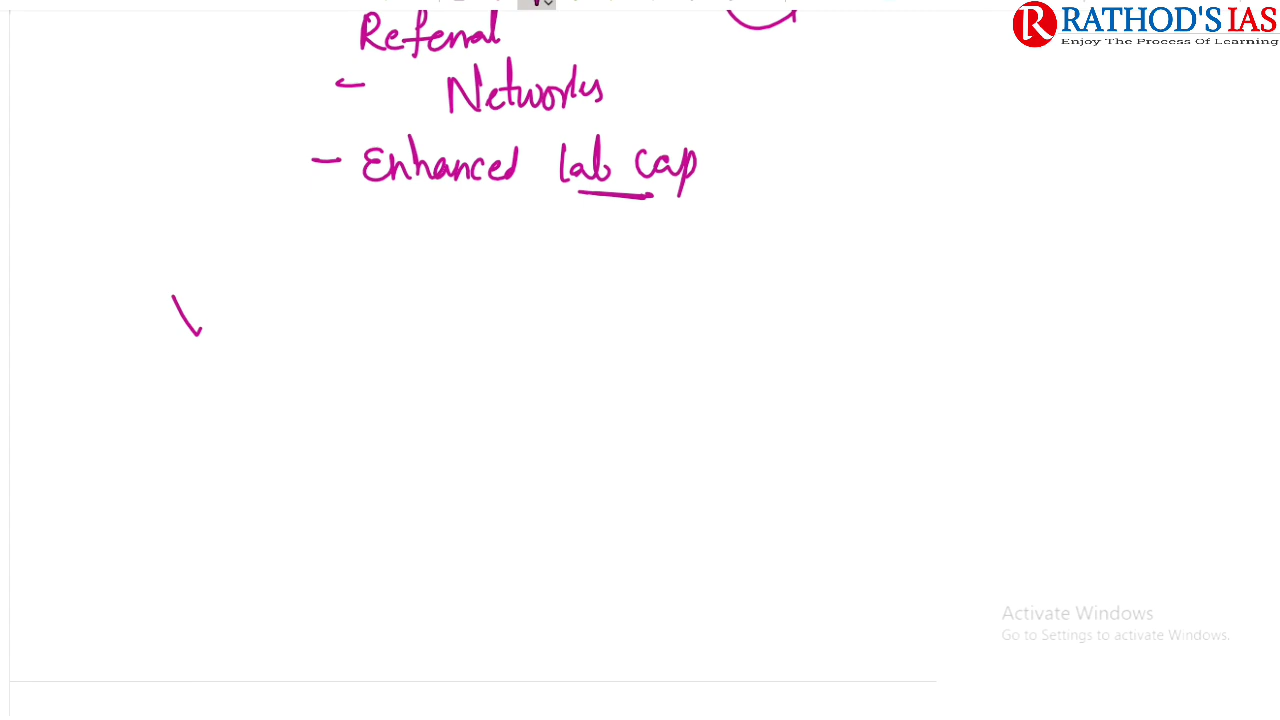 RATHOD'S IAS
Enjoy The Process Of Learning
Referral
- Networks
- Enhanced lab cap
Activate Windows
Go to Settings to activate Windows.